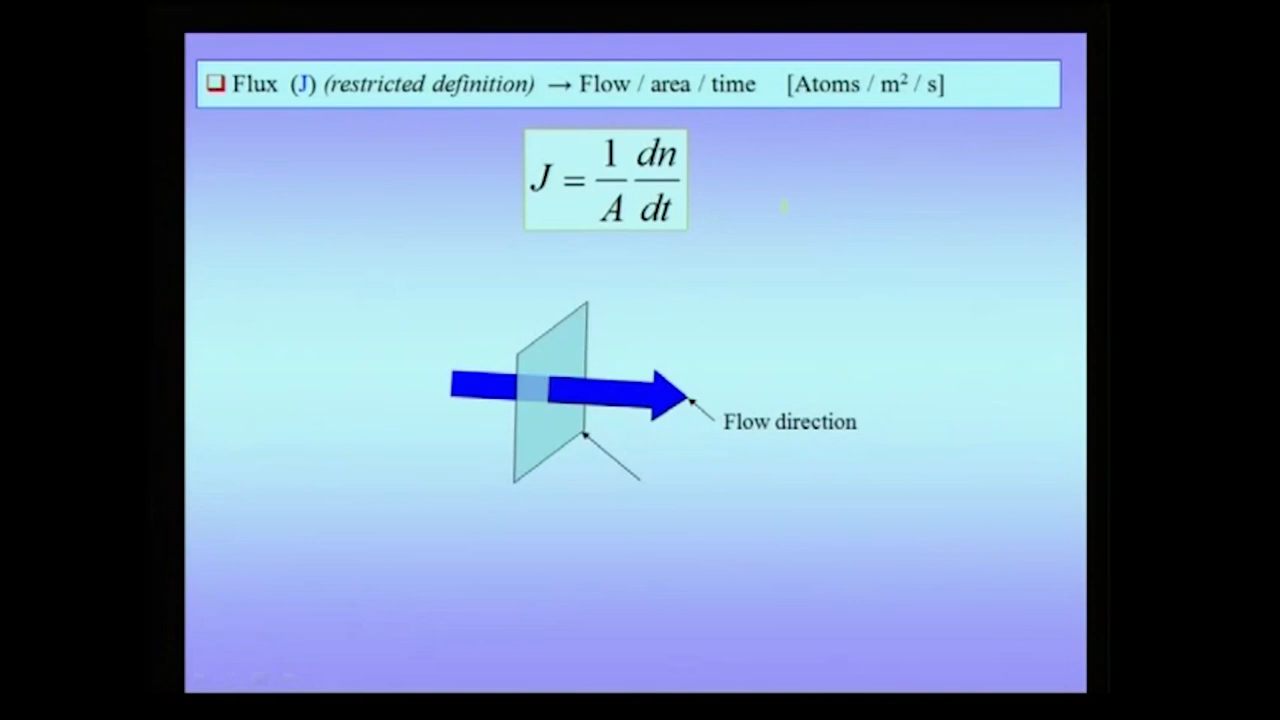 Flux (J) (restricted definition) → Flow / area / time [Atoms / m² / s]
J = 1/A dn/dt
Flow direction